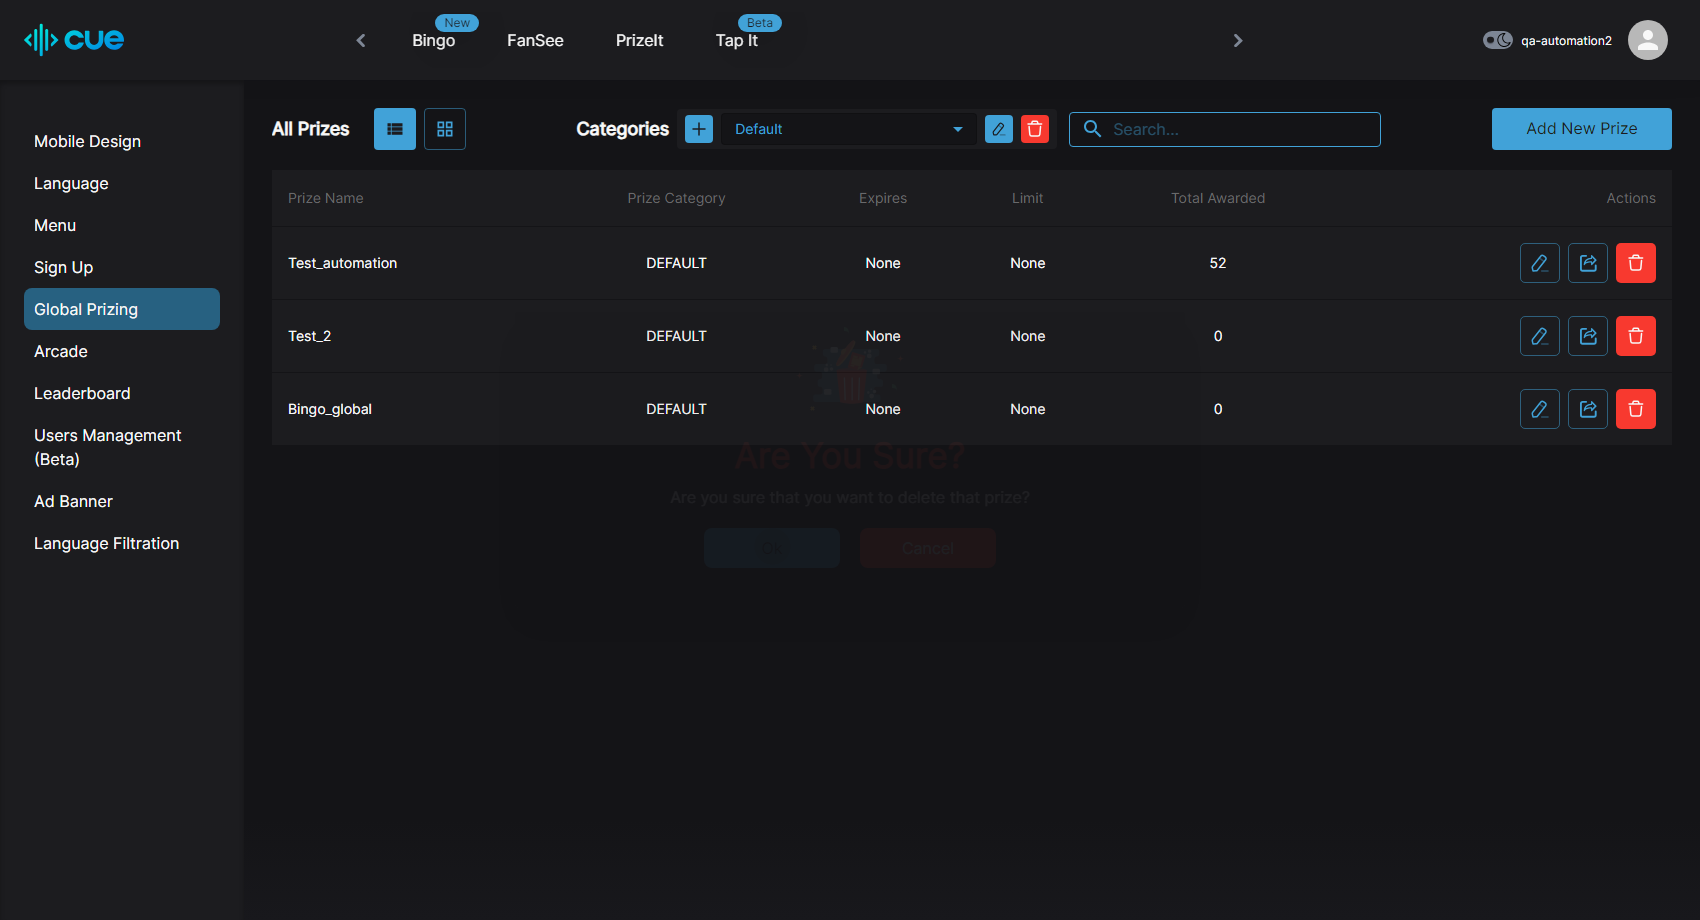 cue
New
Beta
Bingo
FanSee
PrizeIt
Tap It
qa-automation2
Mobile Design
Language
Menu
Sign Up
Global Prizing
Arcade
Leaderboard
Users Management
(Beta)
Ad Banner
Language Filtration
All Prizes
Categories
Default
Search...
Add New Prize
Prize Name Prize Category Expires Limit Total Awarded Actions
Test_automation DEFAULT None None 52
Test_2 DEFAULT None None 0
Bingo_global DEFAULT None None 0
Are You Sure?
Are you sure that you want to delete that prize?
Cancel